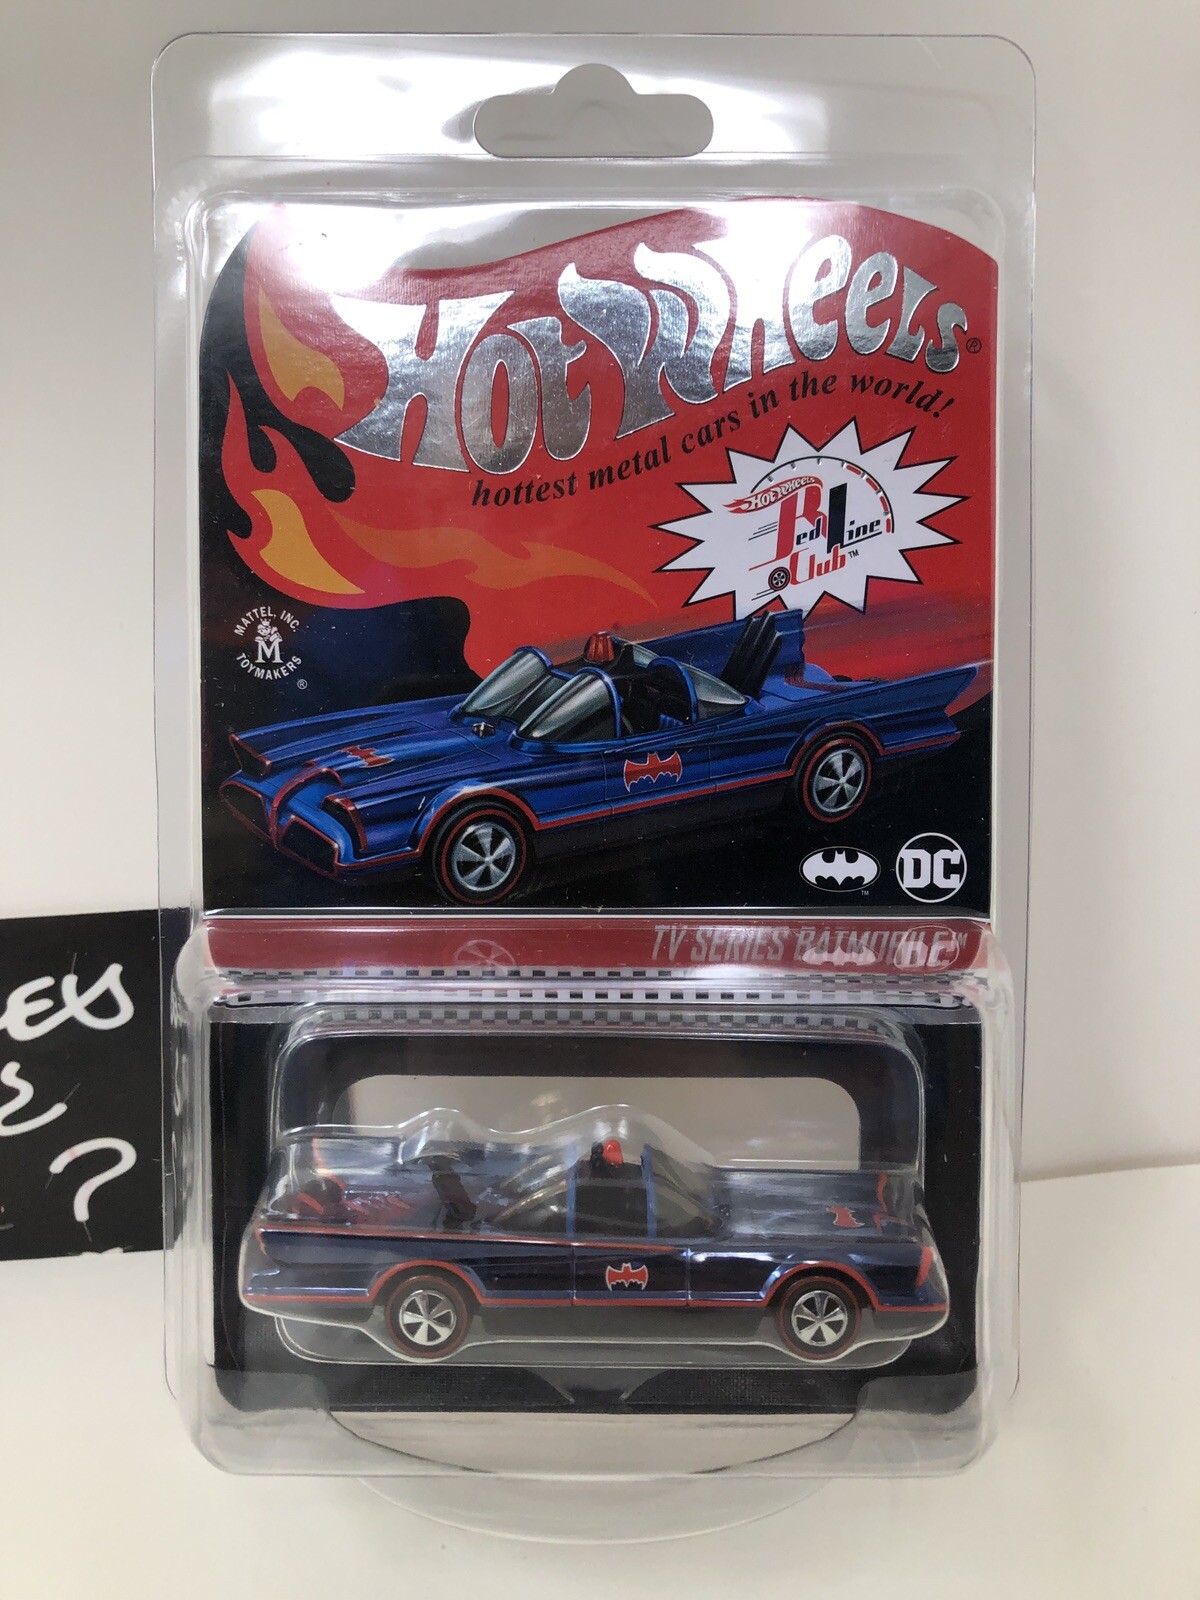 Hot Wheels®
hottest metal cars in the world!
Hot Wheels
Red Line
Club™
MATTEL, INC.
M
TOYMAKERS
®
TM
DC
TV SERIES BATMOBILE™
?